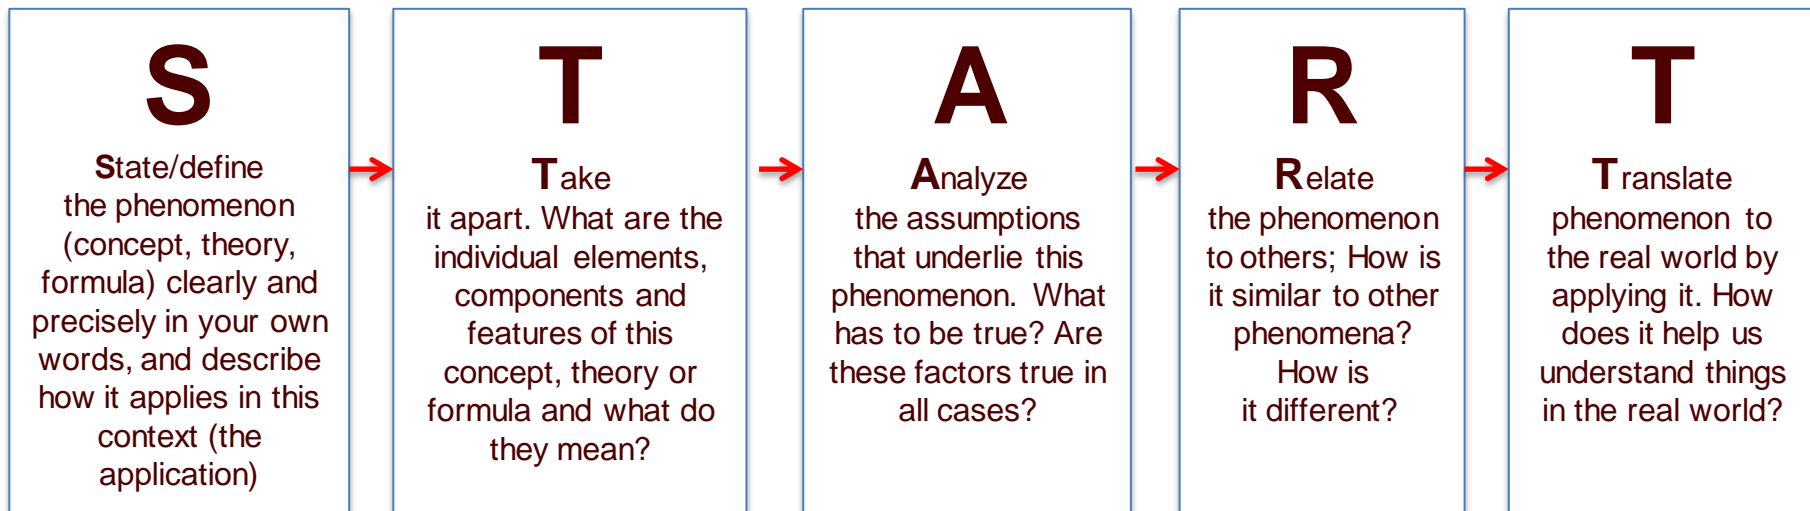 S
State/define
the phenomenon
(concept, theory,
formula) clearly and
precisely in your own
words, and describe
how it applies in this
context (the
application)
T
Take
it apart. What are the
individual elements,
components and
features of this
concept, theory or
formula and what do
they mean?
A
Analyze
the assumptions
that underlie this
phenomenon. What
has to be true? Are
these factors true in
all cases?
R
Relate
the phenomenon
to others; How is
it similar to other
phenomena?
How is
it different?
T
Translate
phenomenon to
the real world by
applying it. How
does it help us
understand things
in the real world?